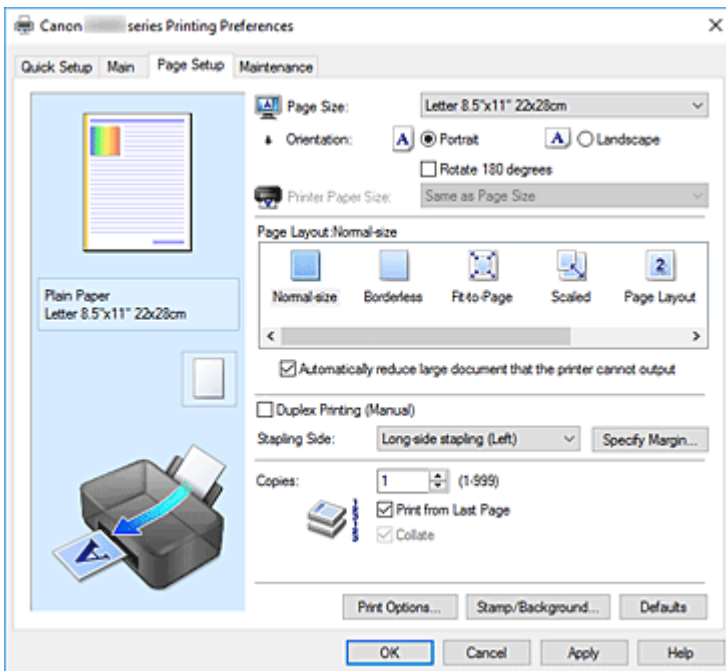 Canon series Printing Preferences
Quick Setup Main Page Setup Maintenance
Page Size: Letter 8.5"x11" 22x28cm
Orientation: A Portrait A Landscape
Rotate 180 degrees
Printer Paper Size: Same as Page Size
Page Layout:Normal-size
2
Normal-size Borderless Fit-to-Page Scaled Page Layout
Plain Paper
Letter 8.5"x11" 22x28cm
Automatically reduce large document that the printer cannot output
Duplex Printing (Manual)
Stapling Side: Long-side stapling (Left) Specify Margin...
Copies: 1 (1-999)
Print from Last Page
Collate
A
Print Options... Stamp/Background... Defaults
OK Cancel Apply Help